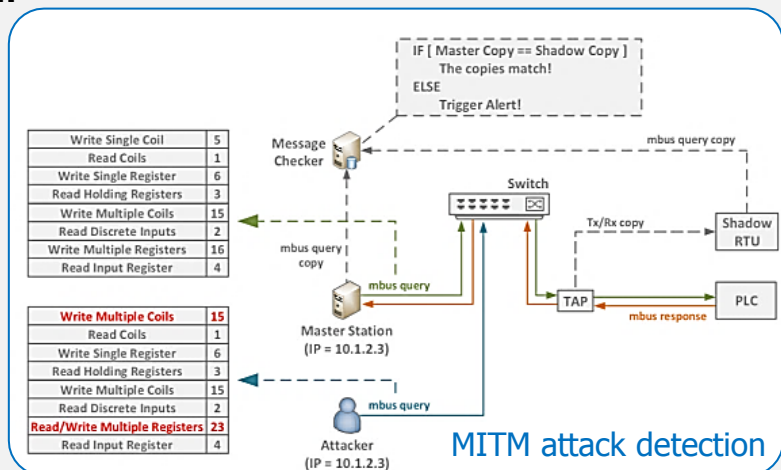 IF [ Master Copy == Shadow Copy ]
The copies match!
ELSE
Trigger Alert!
Write Single Coil 5
Read Coils 1
Write Single Register 6
Read Holding Registers 3
Write Multiple Coils 15
Read Discrete Inputs 2
Write Multiple Registers 16
Read Input Register 4
Message
Checker
mbus query copy
Switch
Tx/Rx copy
Shadow
RTU
mbus query
copy
mbus query
TAP
PLC
mbus response
Master Station
(IP = 10.1.2.3)
Write Multiple Coils 15
Read Coils 1
Write Single Register 6
Read Holding Registers 3
Write Multiple Coils 15
Read Discrete Inputs 2
Read/Write Multiple Registers 23
Read Input Register 4
mbus query
Attacker
(IP = 10.1.2.3)
MITM attack detection